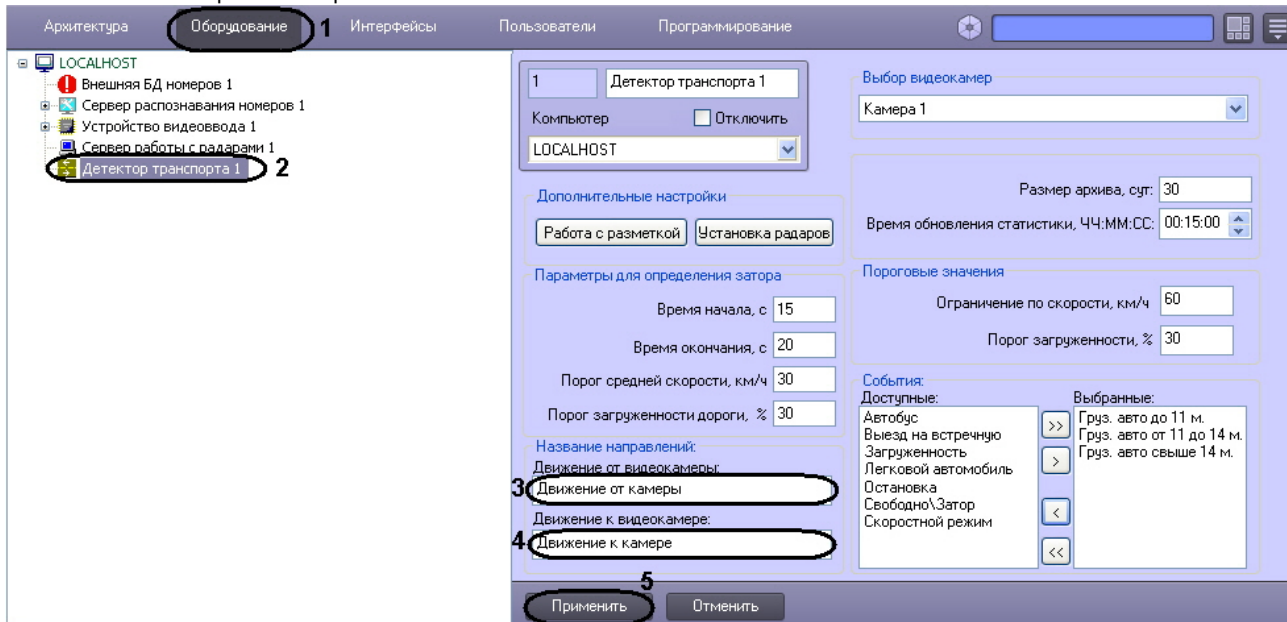 Архитектура
Оборудование
1
Интерфейсы
Пользователи
Программирование
LOCALHOST
Внешняя БД номеров 1
Сервер распознавания номеров 1
Устройство видеоввода 1
Сервер работы с радарами 1
Детектор транспорта 1
2
1
Детектор транспорта 1
Компьютер
Отключить
LOCALHOST
Дополнительные настройки
Работа с разметкой
Установка радаров
Параметры для определения затора
Время начала, с 15
Время окончания, с 20
Порог средней скорости, км/ч 30
Порог загруженности дороги, % 30
Название направлений:
Движение от видеокамеры:
3
Движение от камеры
Движение к видеокамере:
4
Движение к камере
Выбор видеокамер
Камера 1
Размер архива, сут: 30
Время обновления статистики, ЧЧ:ММ:СС: 00:15:00
Пороговые значения
Ограничение по скорости, км/ч 60
Порог загруженности, % 30
События:
Доступные:
Автобус
Выезд на встречную
Загруженность
Легковой автомобиль
Остановка
Свободно\Затор
Скоростной режим
>>
>
<
<<
Выбранные:
Груз. авто до 11 м.
Груз. авто от 11 до 14 м.
Груз. авто свыше 14 м.
5
Применить
Отменить